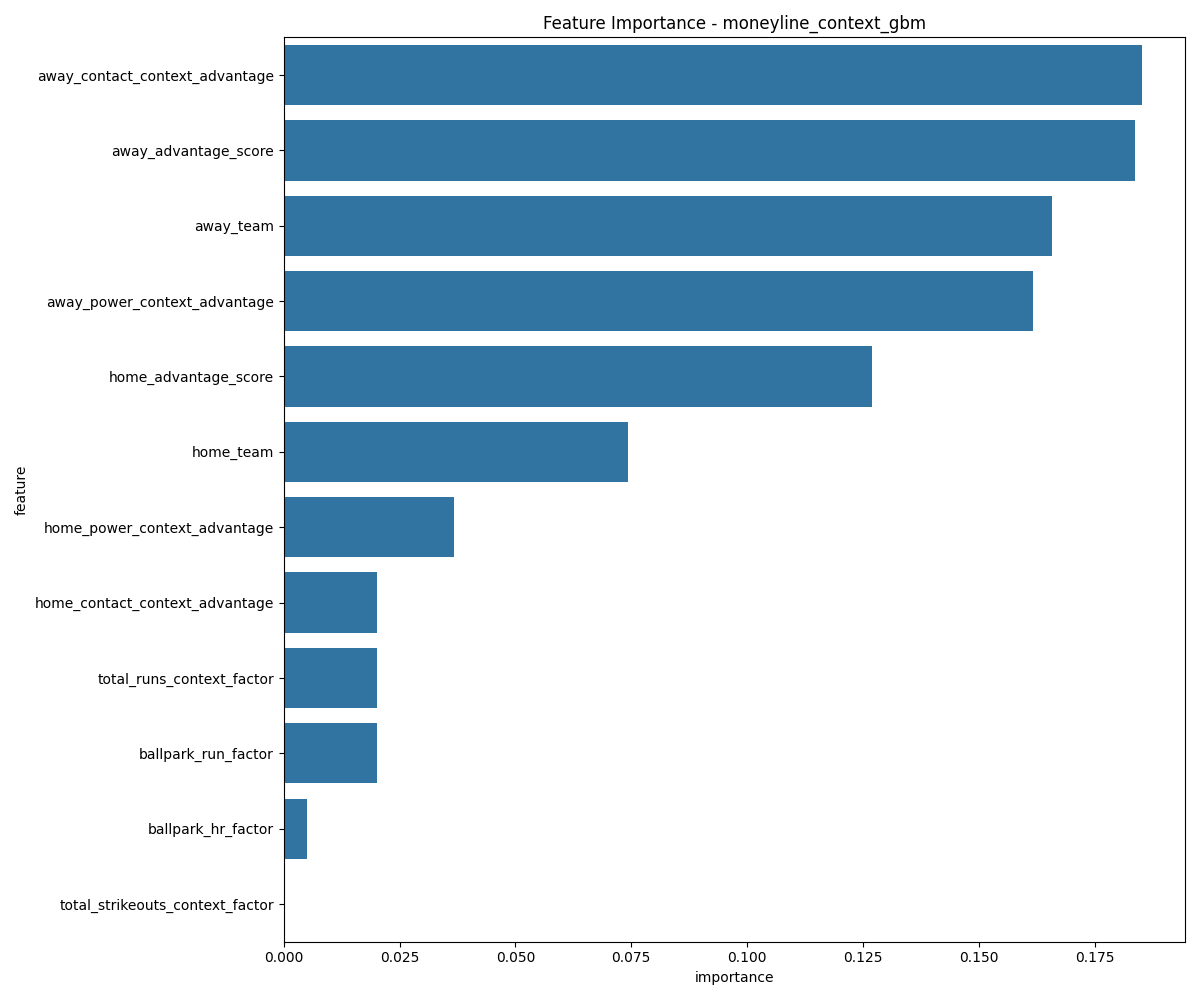 Feature Importance - moneyline_context_gbm
away_contact_context_advantage
away_advantage_score
away_team
away_power_context_advantage
home_advantage_score
home_team
home_power_context_advantage
home_contact_context_advantage
total_runs_context_factor
ballpark_run_factor
ballpark_hr_factor
total_strikeouts_context_factor
feature
0.000 0.025 0.050 0.075 0.100 0.125 0.150 0.175
importance